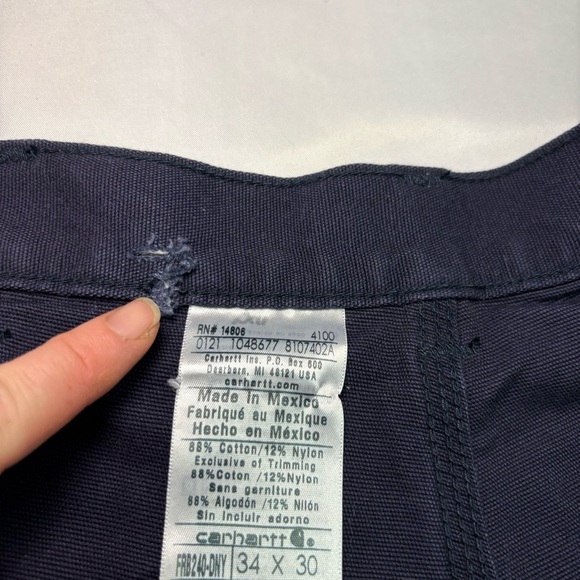 RN# 14806 4100
0121 1048677 8107402A
Carhartt Inc. P.O. Box 600
Dearborn, MI 48121 USA
carhartt.com
Made in Mexico
Fabriqué au Mexique
Hecho en México
88% Cotton/12% Nylon
Exclusive of Trimming
88%Coton /12%Nylon
Sans garniture
88% Algodón /12% Nilón
Sin incluir adorno
carhartt
FRB240-DNY 34 X 30